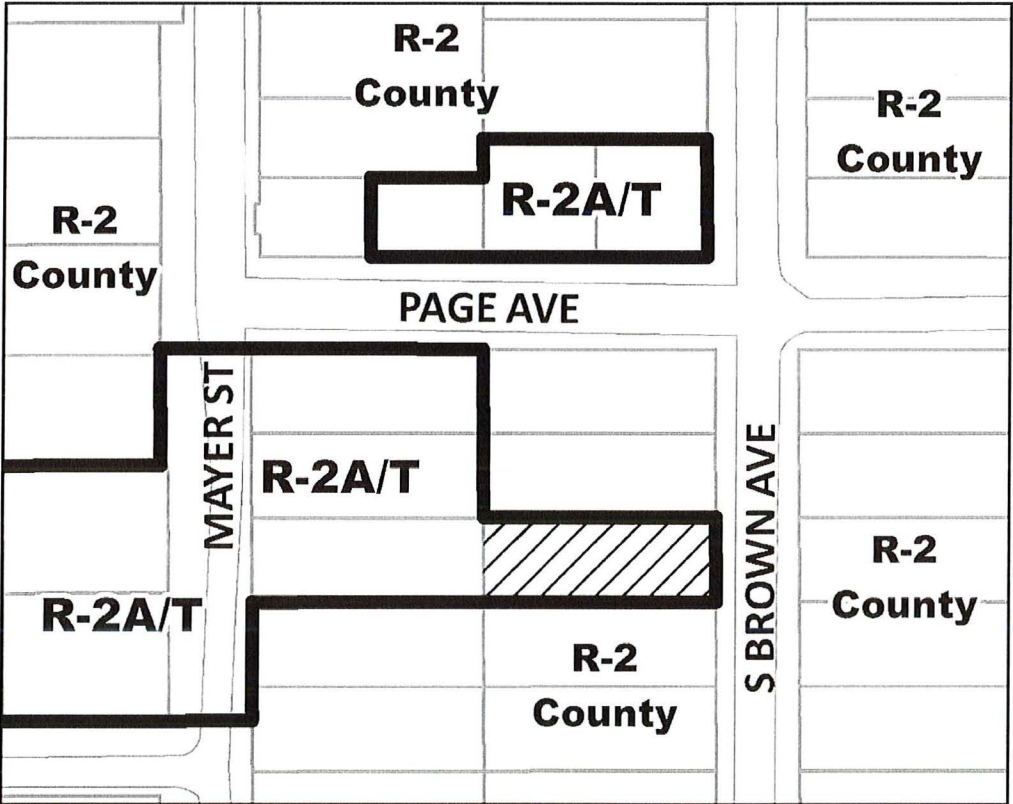 R-2
County
R-2
County
R-2A/T
R-2
County
PAGE AVE
MAYER ST
R-2A/T
S BROWN AVE
R-2
County
R-2A/T
R-2
County